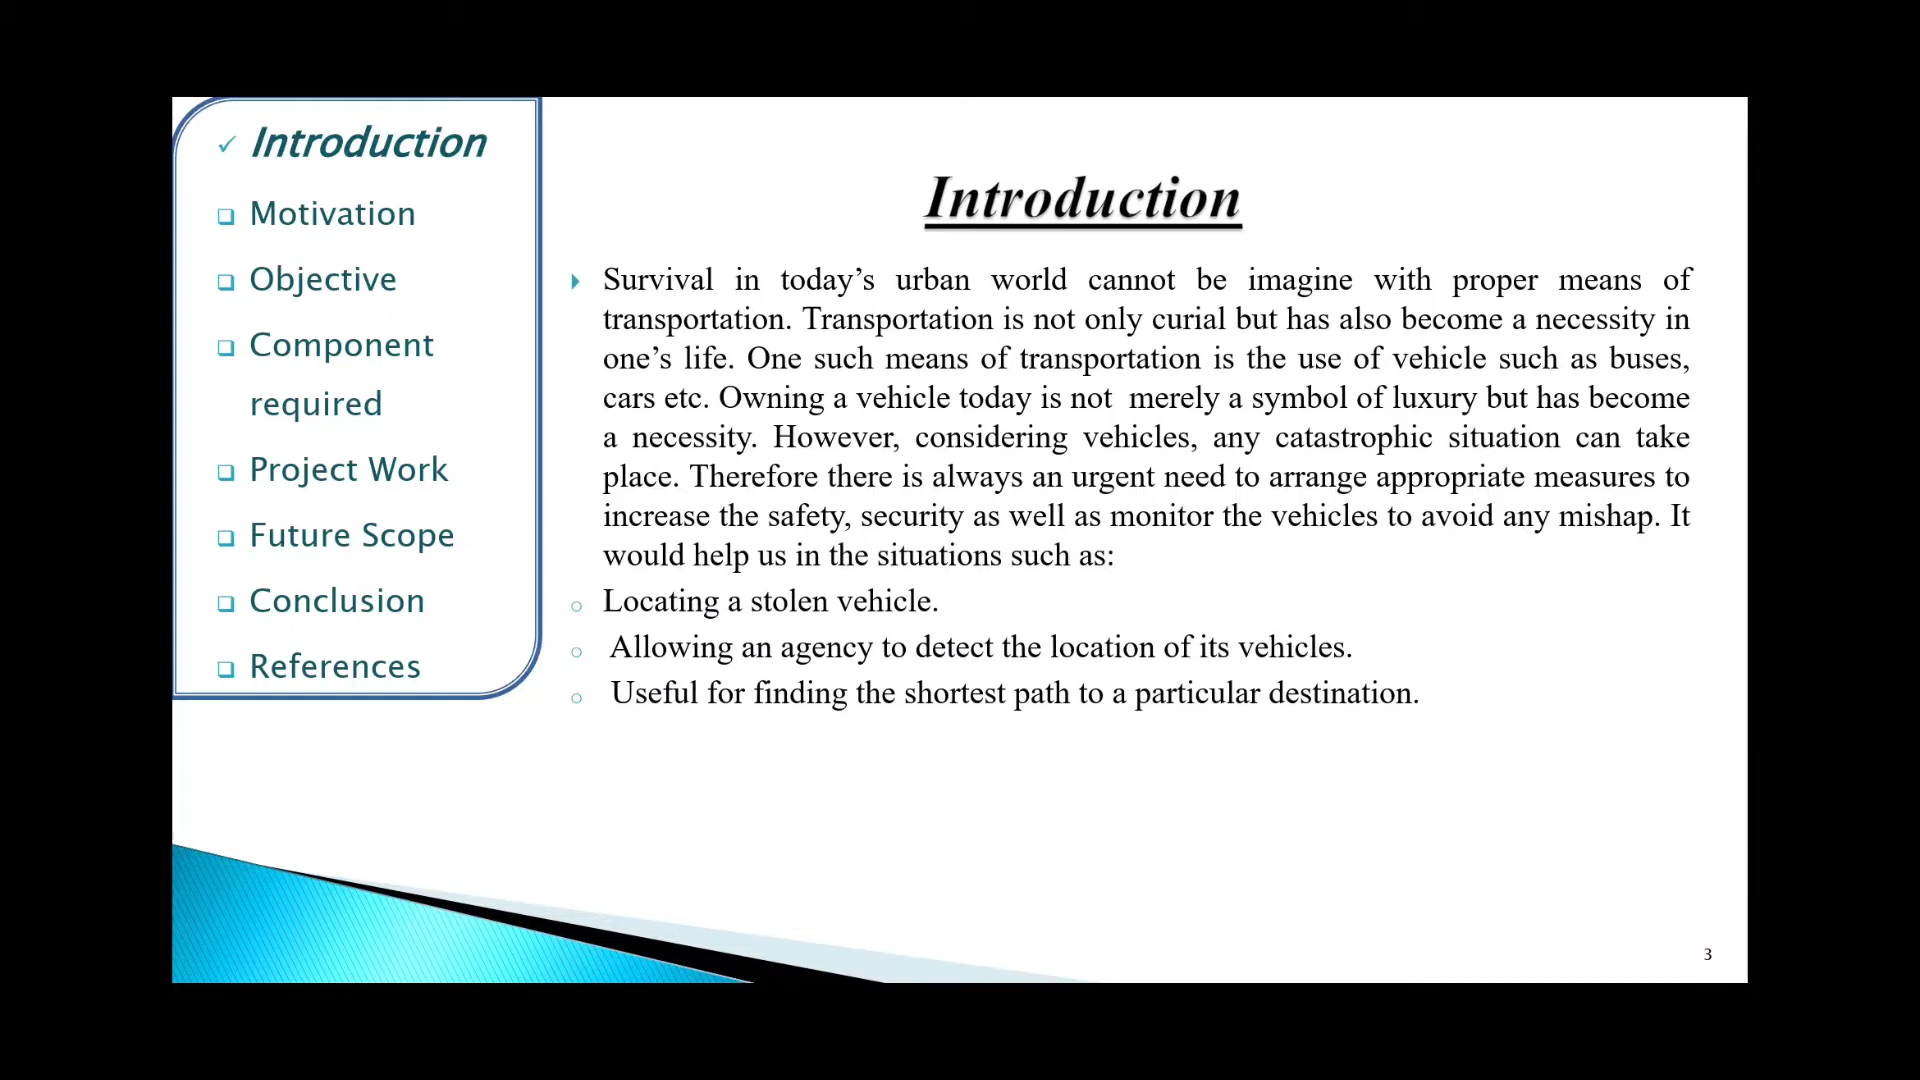 Introduction
Motivation
Objective
Component
required
Project Work
Future Scope
Conclusion
References
Introduction
Survival in today’s urban world cannot be imagine with proper means of
transportation. Transportation is not only curial but has also become a necessity in
one’s life. One such means of transportation is the use of vehicle such as buses,
cars etc. Owning a vehicle today is not  merely a symbol of luxury but has become
a necessity. However, considering vehicles, any catastrophic situation can take
place. Therefore there is always an urgent need to arrange appropriate measures to
increase the safety, security as well as monitor the vehicles to avoid any mishap. It
would help us in the situations such as:
Locating a stolen vehicle.
Allowing an agency to detect the location of its vehicles.
Useful for finding the shortest path to a particular destination.
3